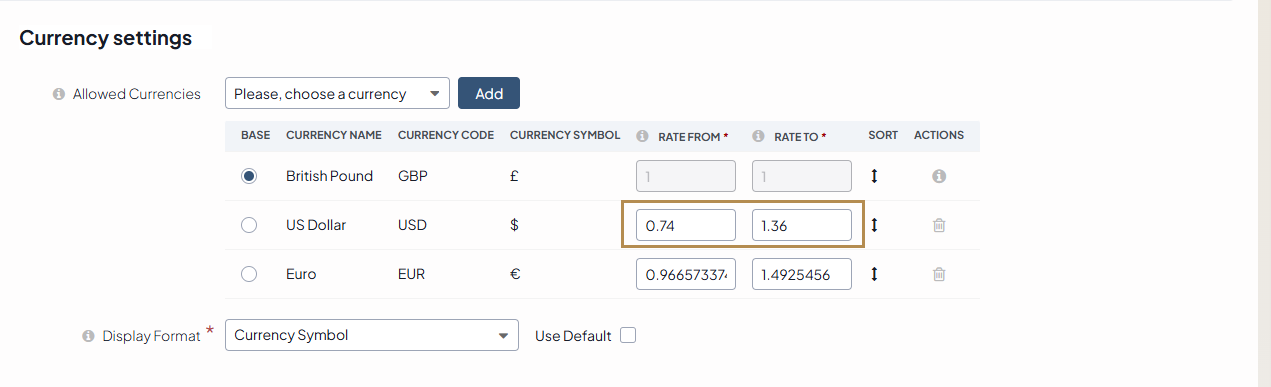 Currency settings
Allowed Currencies Please, choose a currency Add
BASE CURRENCY NAME CURRENCY CODE CURRENCY SYMBOL RATE FROM * RATE TO * SORT ACTIONS
British Pound GBP £ 1 1
US Dollar USD $ 0.74 1.36
Euro EUR € 0.96657337 1.4925456
Display Format * Currency Symbol Use Default